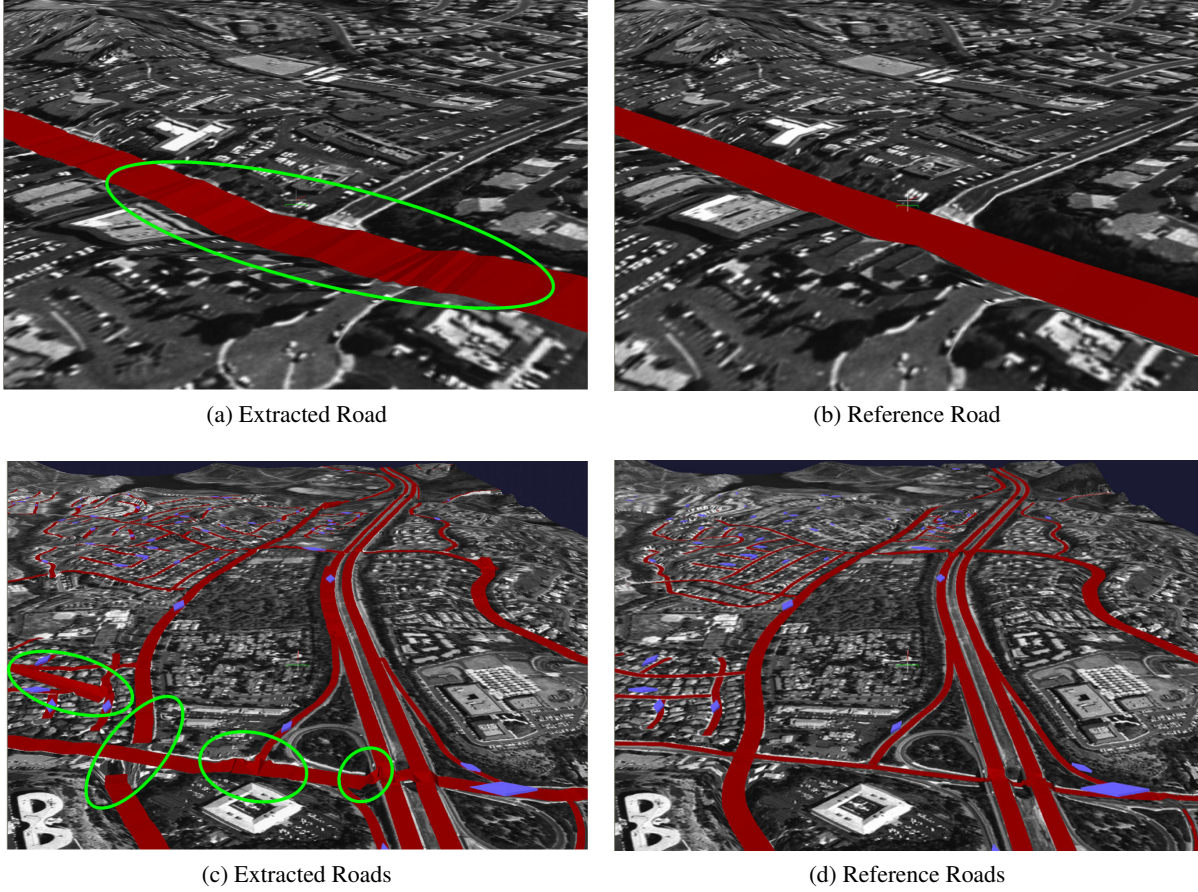 (a) Extracted Road
(b) Reference Road
(c) Extracted Roads
(d) Reference Roads